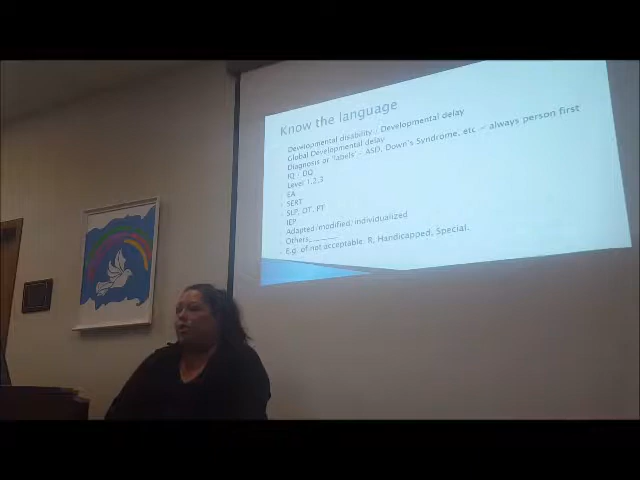 Know the language
Developmental disability / Developmental delay
Global Developmental delay
Diagnosis or 'labels' - ASD, Down's Syndrome, etc - always person first
IQ - DQ
Level 1,2,3
EA
SERT
SLP, OT, PT
IEP
Adapted/modified, individualized
Others,_____
E.g. of not acceptable: R, Handicapped, Special.